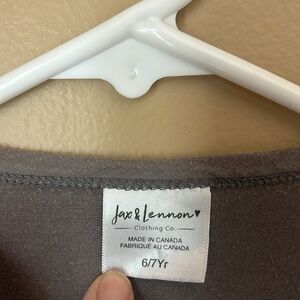 Jax & Lennon♥
Clothing Co.
MADE IN CANADA
FABRIQUÉ AU CANADA
6/7Yr